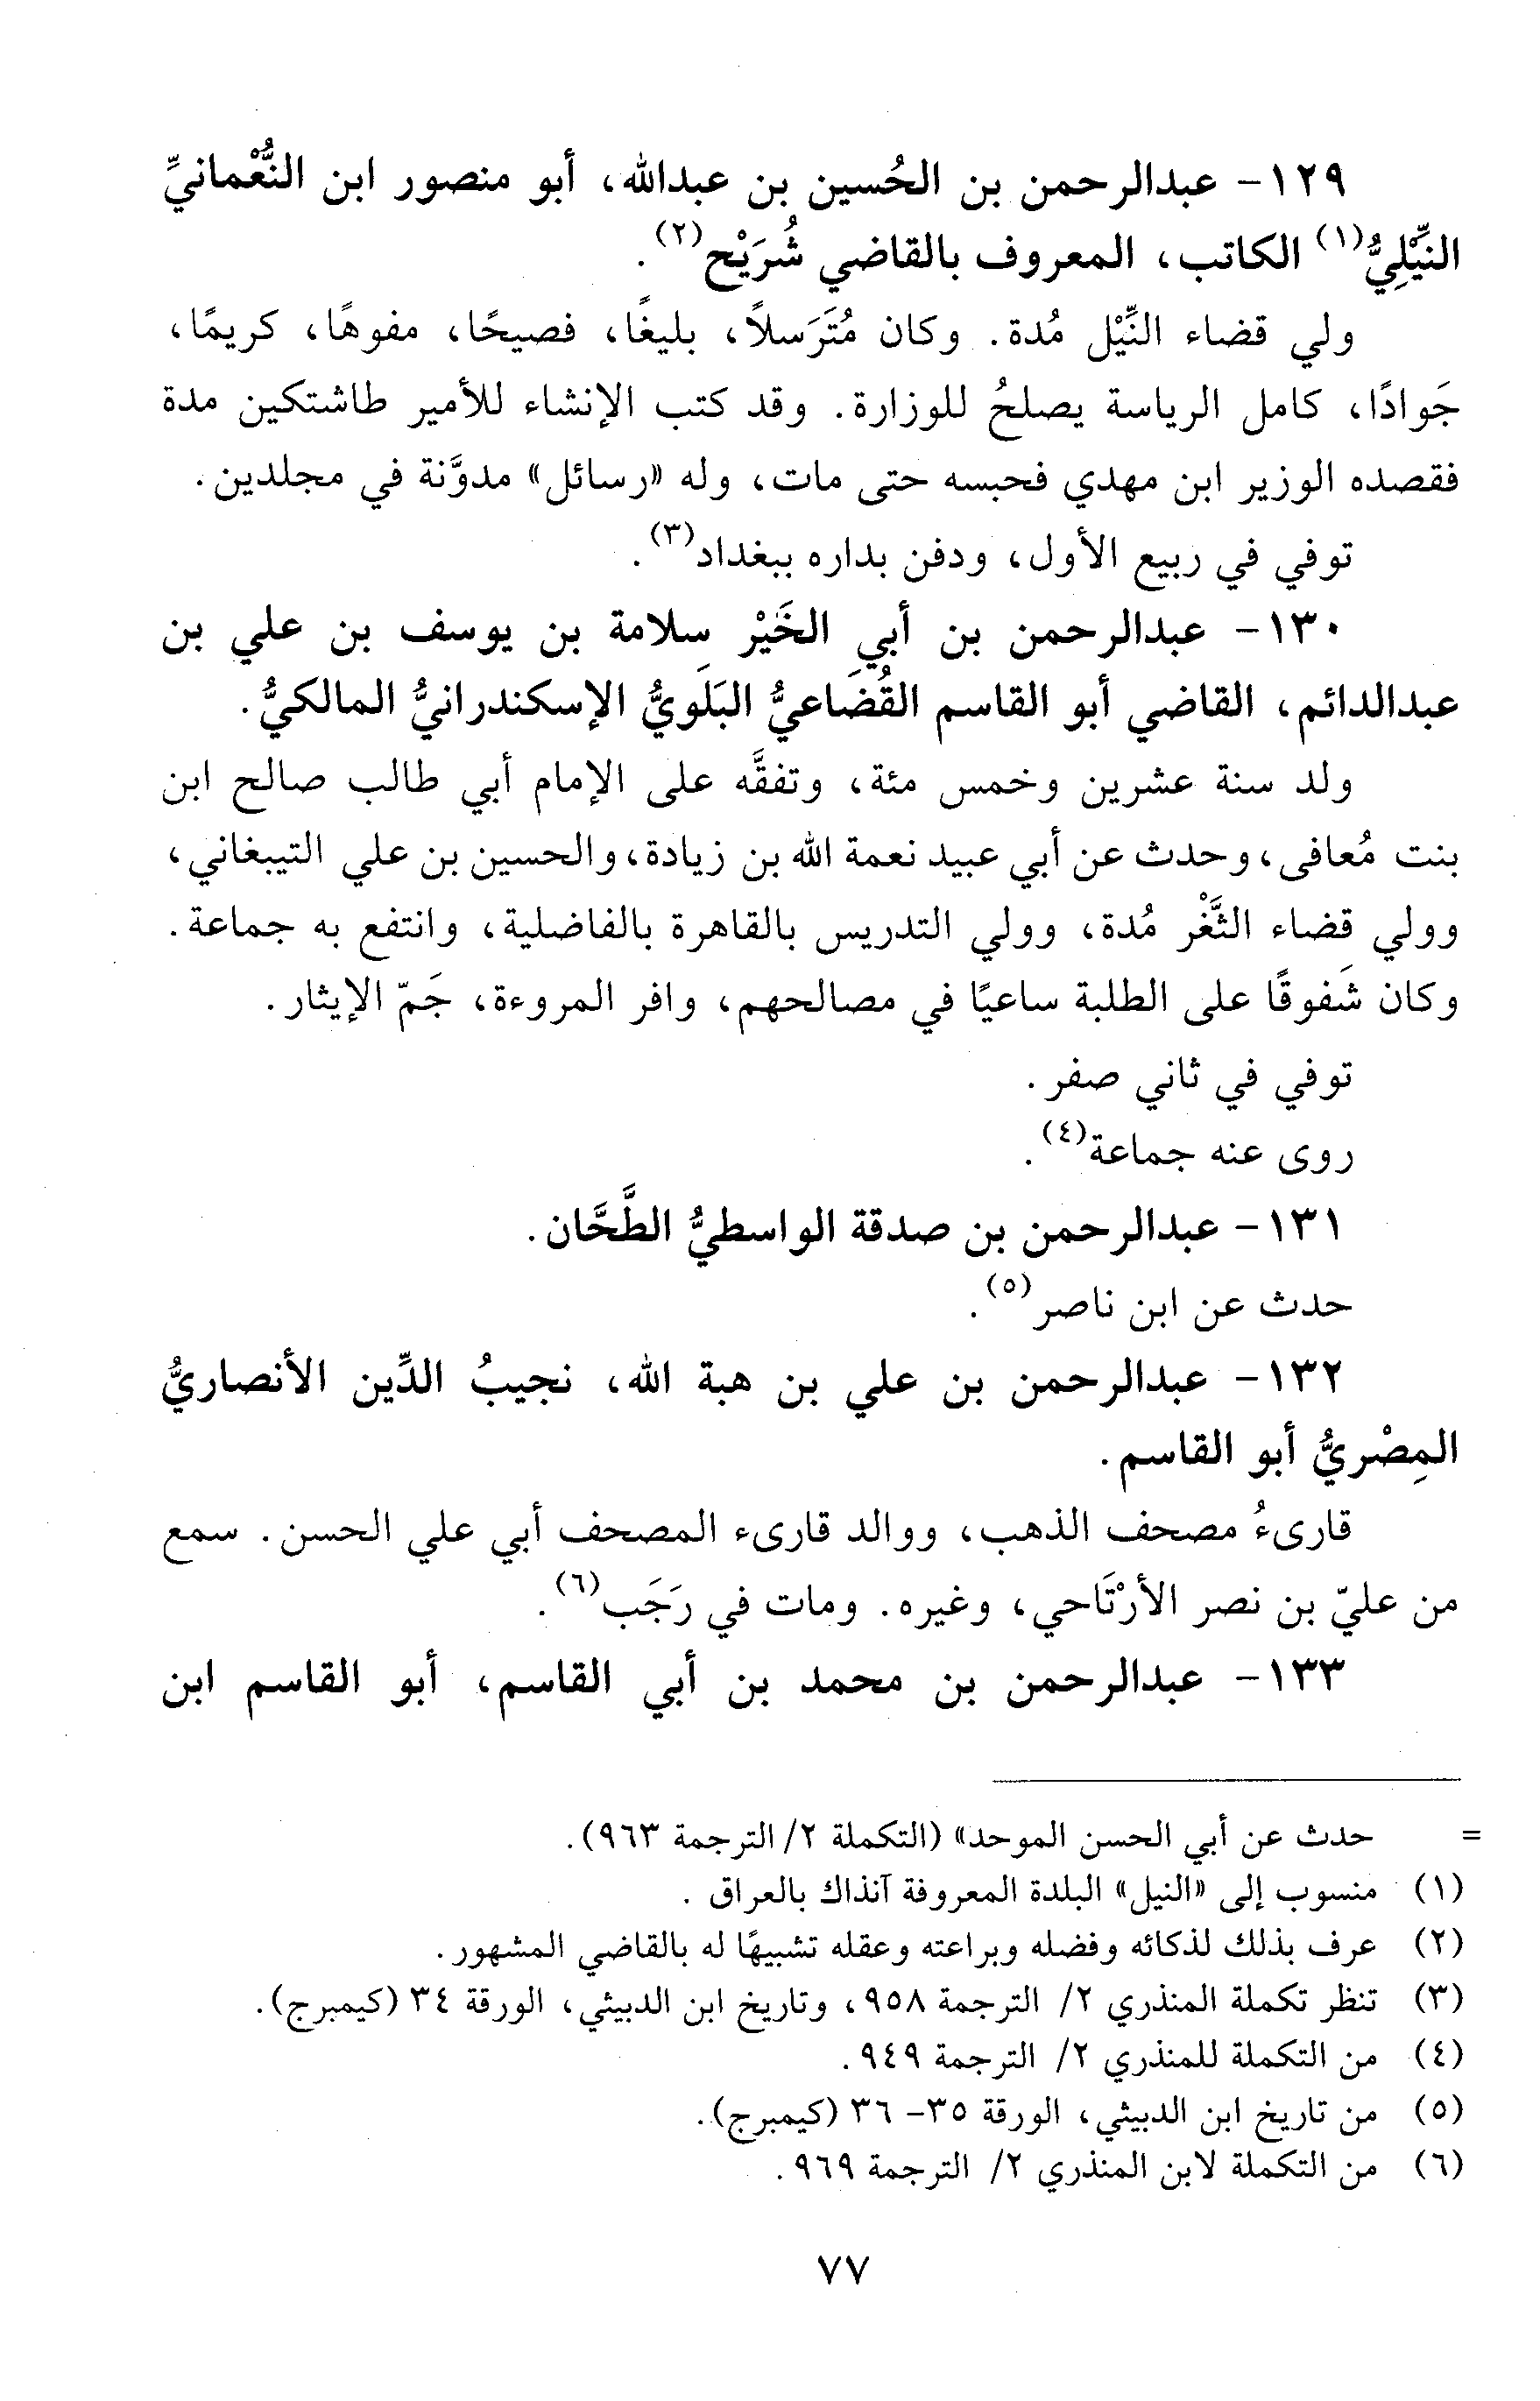 ١٢٩- عبدالرحمن بن الحُسين بن عبدالله، أبو منصور ابن النُّعْمانيِّ
النِّيْلِيُّ(١) الكاتب، المعروف بالقاضي شُرَيْح(٢).
ولي قضاء النِّيْل مُدة. وكان مُتَرَسلاً، بليغًا، فصيحًا، مفوهًا، كريمًا،
جَوادًا، كامل الرياسة يصلحُ للوزارة. وقد كتب الإنشاء للأمير طاشتكين مدة
فقصده الوزير ابن مهدي فحبسه حتى مات، وله «رسائل» مدوَّنة في مجلدين.
توفي في ربيع الأول، ودفن بداره ببغداد(٣).
١٣٠- عبدالرحمن بن أبي الخَيْر سلامة بن يوسف بن علي بن
عبدالدائم، القاضي أبو القاسم القُضَاعيُّ البَلَويُّ الإسكندرانيُّ المالكيُّ.
ولد سنة عشرين وخمس مئة، وتفقَّه على الإمام أبي طالب صالح ابن
بنت مُعافى، وحدث عن أبي عبيد نعمة الله بن زيادة، والحسين بن علي التيبغاني،
وولي قضاء الثَّغْر مُدة، وولي التدريس بالقاهرة بالفاضلية، وانتفع به جماعة.
وكان شَفوقًا على الطلبة ساعيًا في مصالحهم، وافر المروءة، جَمّ الإيثار.
توفي في ثاني صفر.
روى عنه جماعة(٤).
١٣١- عبدالرحمن بن صدقة الواسطيُّ الطَّحَّان.
حدث عن ابن ناصر(٥).
١٣٢- عبدالرحمن بن علي بن هبة الله، نجيبُ الدِّين الأنصاريُّ
المِصْريُّ أبو القاسم.
قارىءُ مصحف الذهب، ووالد قارىء المصحف أبي علي الحسن. سمع
من عليّ بن نصر الأرْتَاحي، وغيره. ومات في رَجَب(٦).
١٣٣- عبدالرحمن بن محمد بن أبي القاسم، أبو القاسم ابن
= حدث عن أبي الحسن الموحد» (التكملة ٢/ الترجمة ٩٦٣).
(١) منسوب إلى «النيل» البلدة المعروفة آنذاك بالعراق.
(٢) عرف بذلك لذكائه وفضله وبراعته وعقله تشبيهًا له بالقاضي المشهور.
(٣) تنظر تكملة المنذري ٢/ الترجمة ٩٥٨، وتاريخ ابن الدبيثي، الورقة ٣٤ (كيمبرج).
(٤) من التكملة للمنذري ٢/ الترجمة ٩٤٩.
(٥) من تاريخ ابن الدبيثي، الورقة ٣٥- ٣٦ (كيمبرج).
(٦) من التكملة لابن المنذري ٢/ الترجمة ٩٦٩.
٧٧